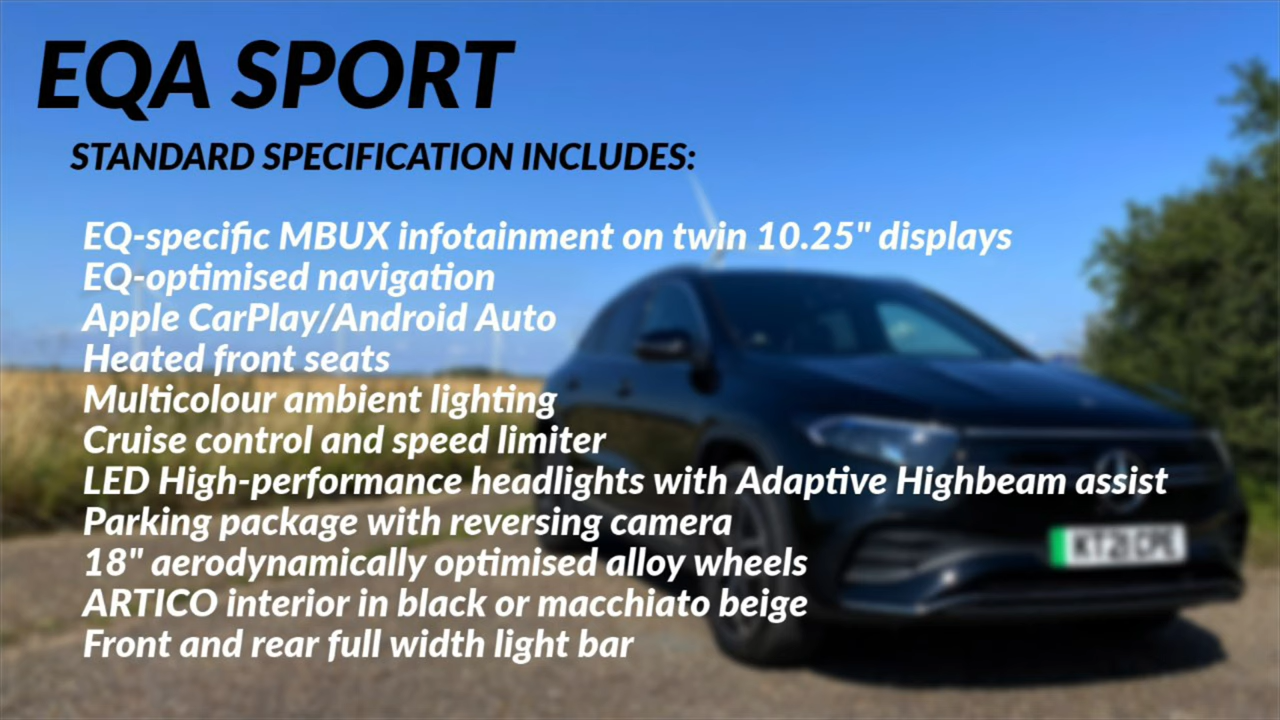 EQA SPORT
STANDARD SPECIFICATION INCLUDES:
EQ-specific MBUX infotainment on twin 10.25" displays
EQ-optimised navigation
Apple CarPlay/Android Auto
Heated front seats
Multicolour ambient lighting
Cruise control and speed limiter
LED High-performance headlights with Adaptive Highbeam assist
Parking package with reversing camera
18" aerodynamically optimised alloy wheels
ARTICO interior in black or macchiato beige
Front and rear full width light bar